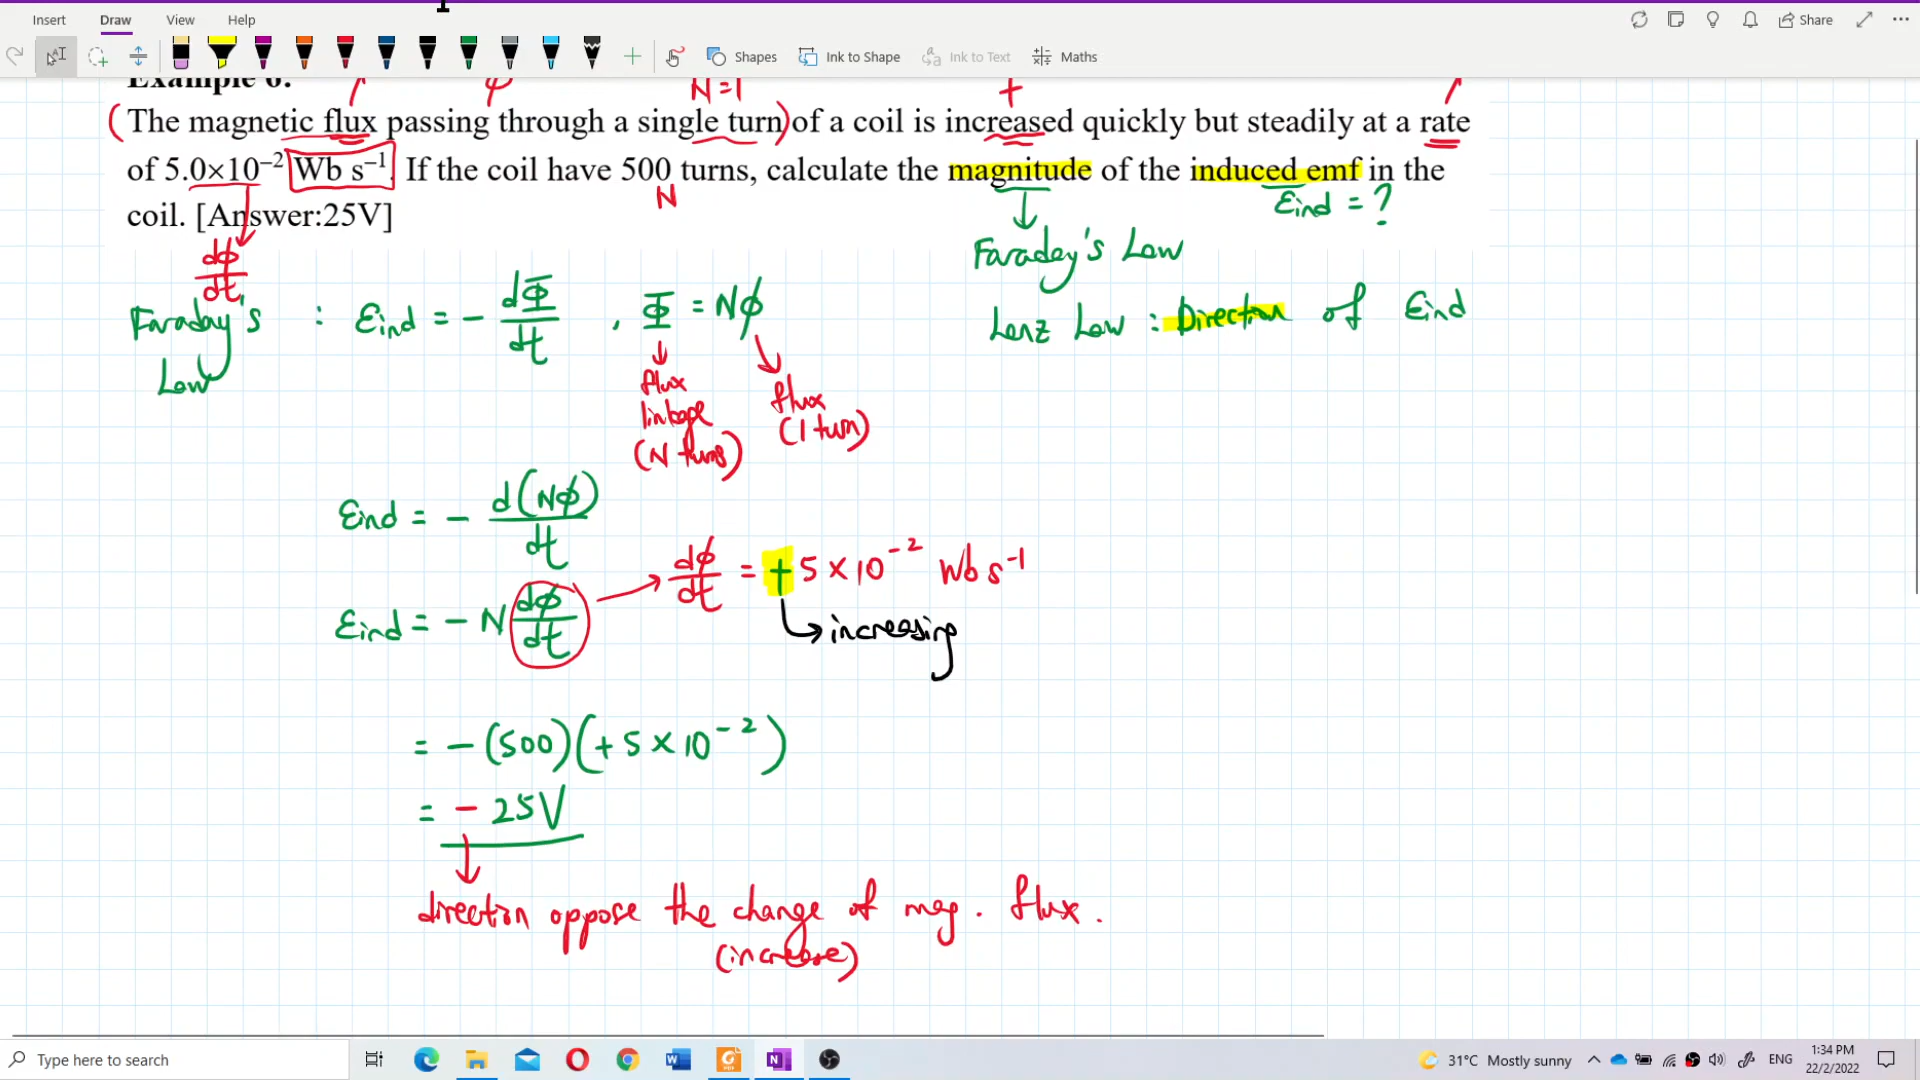 Insert Draw View Help Share
Shapes Ink to Shape Ink to Text Maths
Example 6:
N = 1 +
(The magnetic flux passing through a single turn) of a coil is increased quickly but steadily at a rate
of 5.0×10⁻² Wb s⁻¹. If the coil have 500 turns, calculate the magnitude of the induced emf in the
N Eind = ?
coil. [Answer:25V]
dϕ/dt
Faraday's Law
Faraday's Law : Eind = - dΦ/dt , Φ = Nϕ
Lenz Law : Direction of Eind
flux linkage (N turns)
flux (1 turn)
Eind = - d(Nϕ)/dt
dϕ/dt = + 5 × 10⁻² Wb s⁻¹
Eind = - N dϕ/dt
increasing
= - (500)(+5 × 10⁻²)
= - 25V
direction oppose the change of mag. flux.
(increase)
Type here to search
31°C Mostly sunny ENG 1:34 PM
22/2/2022